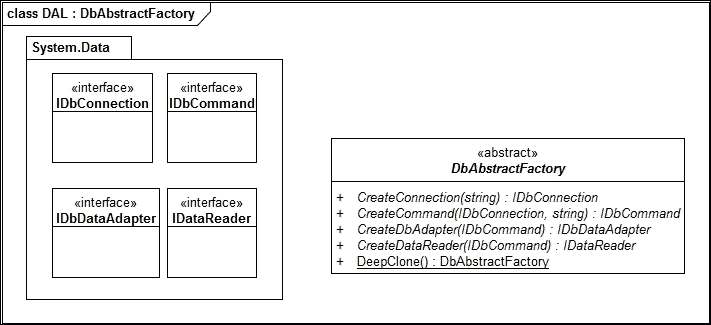 class DAL : DbAbstractFactory
System.Data
«interface»
IDbConnection
«interface»
IDbCommand
«interface»
IDbDataAdapter
«interface»
IDataReader
«abstract»
DbAbstractFactory
+ CreateConnection(string) : IDbConnection
+ CreateCommand(IDbConnection, string) : IDbCommand
+ CreateDbAdapter(IDbCommand) : IDbDataAdapter
+ CreateDataReader(IDbCommand) : IDataReader
+ DeepClone() : DbAbstractFactory